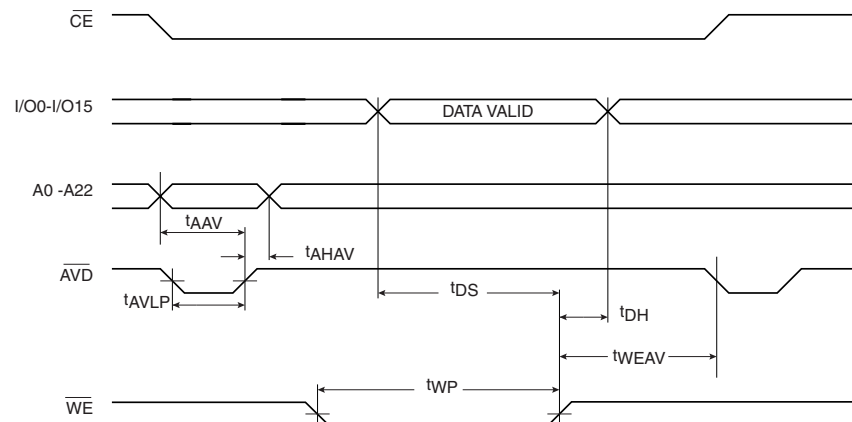 CE
I/O0-I/O15
DATA VALID
A0 -A22
tAAV
tAHAV
AVD
tAVLP
tDS
tDH
tWEAV
tWP
WE